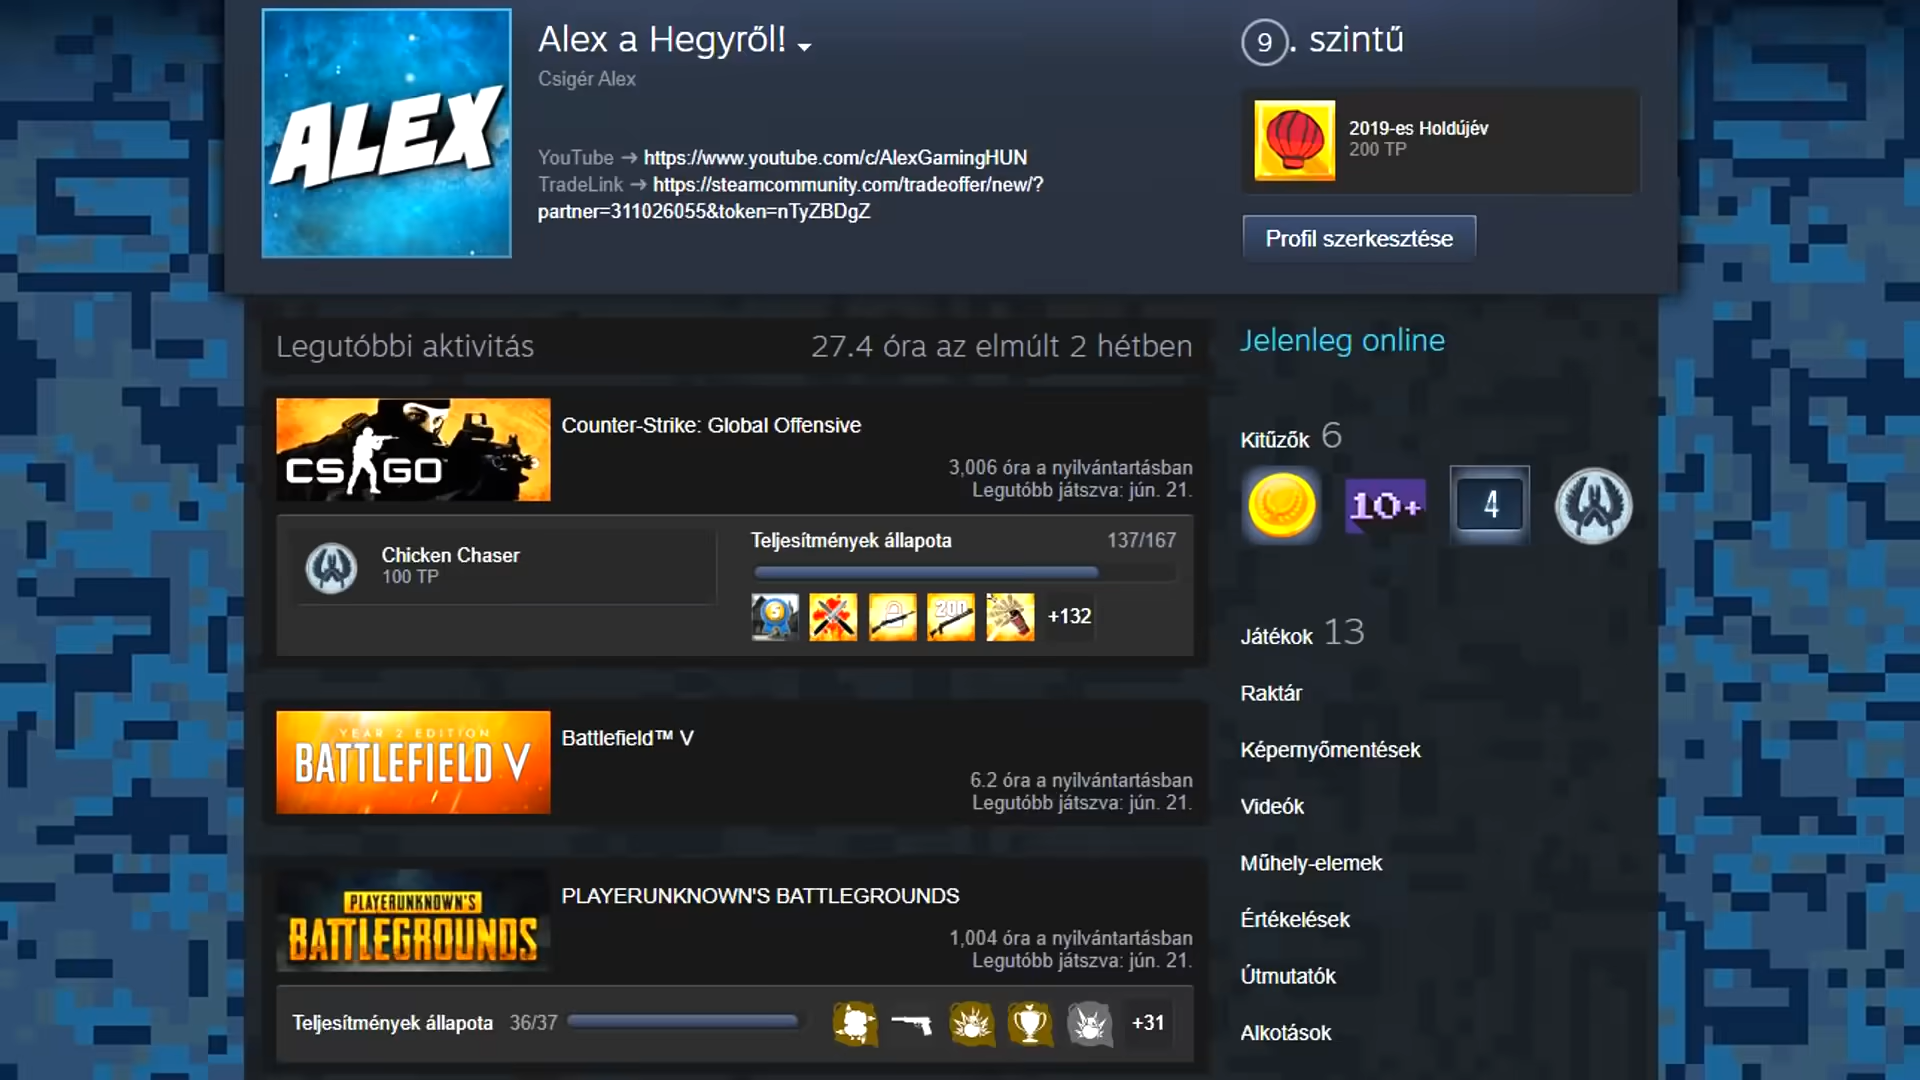 ALEX
Alex a Hegyről!
Csigér Alex
YouTube → https://www.youtube.com/c/AlexGamingHUN
TradeLink → https://steamcommunity.com/tradeoffer/new/?
partner=311026055&token=nTyZBDgZ
9. szintű
2019-es Holdújév
200 TP
Profil szerkesztése
Legutóbbi aktivitás
27.4 óra az elmúlt 2 hétben
CS GO
Counter-Strike: Global Offensive
3,006 óra a nyilvántartásban
Legutóbb játszva: jún. 21.
Chicken Chaser
100 TP
Teljesítmények állapota 137/167
5
200
+132
YEAR 2 EDITION
BATTLEFIELD V
Battlefield™ V
6.2 óra a nyilvántartásban
Legutóbb játszva: jún. 21.
PLAYERUNKNOWN'S
BATTLEGROUNDS
PLAYERUNKNOWN'S BATTLEGROUNDS
1,004 óra a nyilvántartásban
Legutóbb játszva: jún. 21.
Teljesítmények állapota 36/37
+31
Jelenleg online
Kitűzők 6
10+
4
Játékok 13
Raktár
Képernyőmentések
Videók
Műhely-elemek
Értékelések
Útmutatók
Alkotások